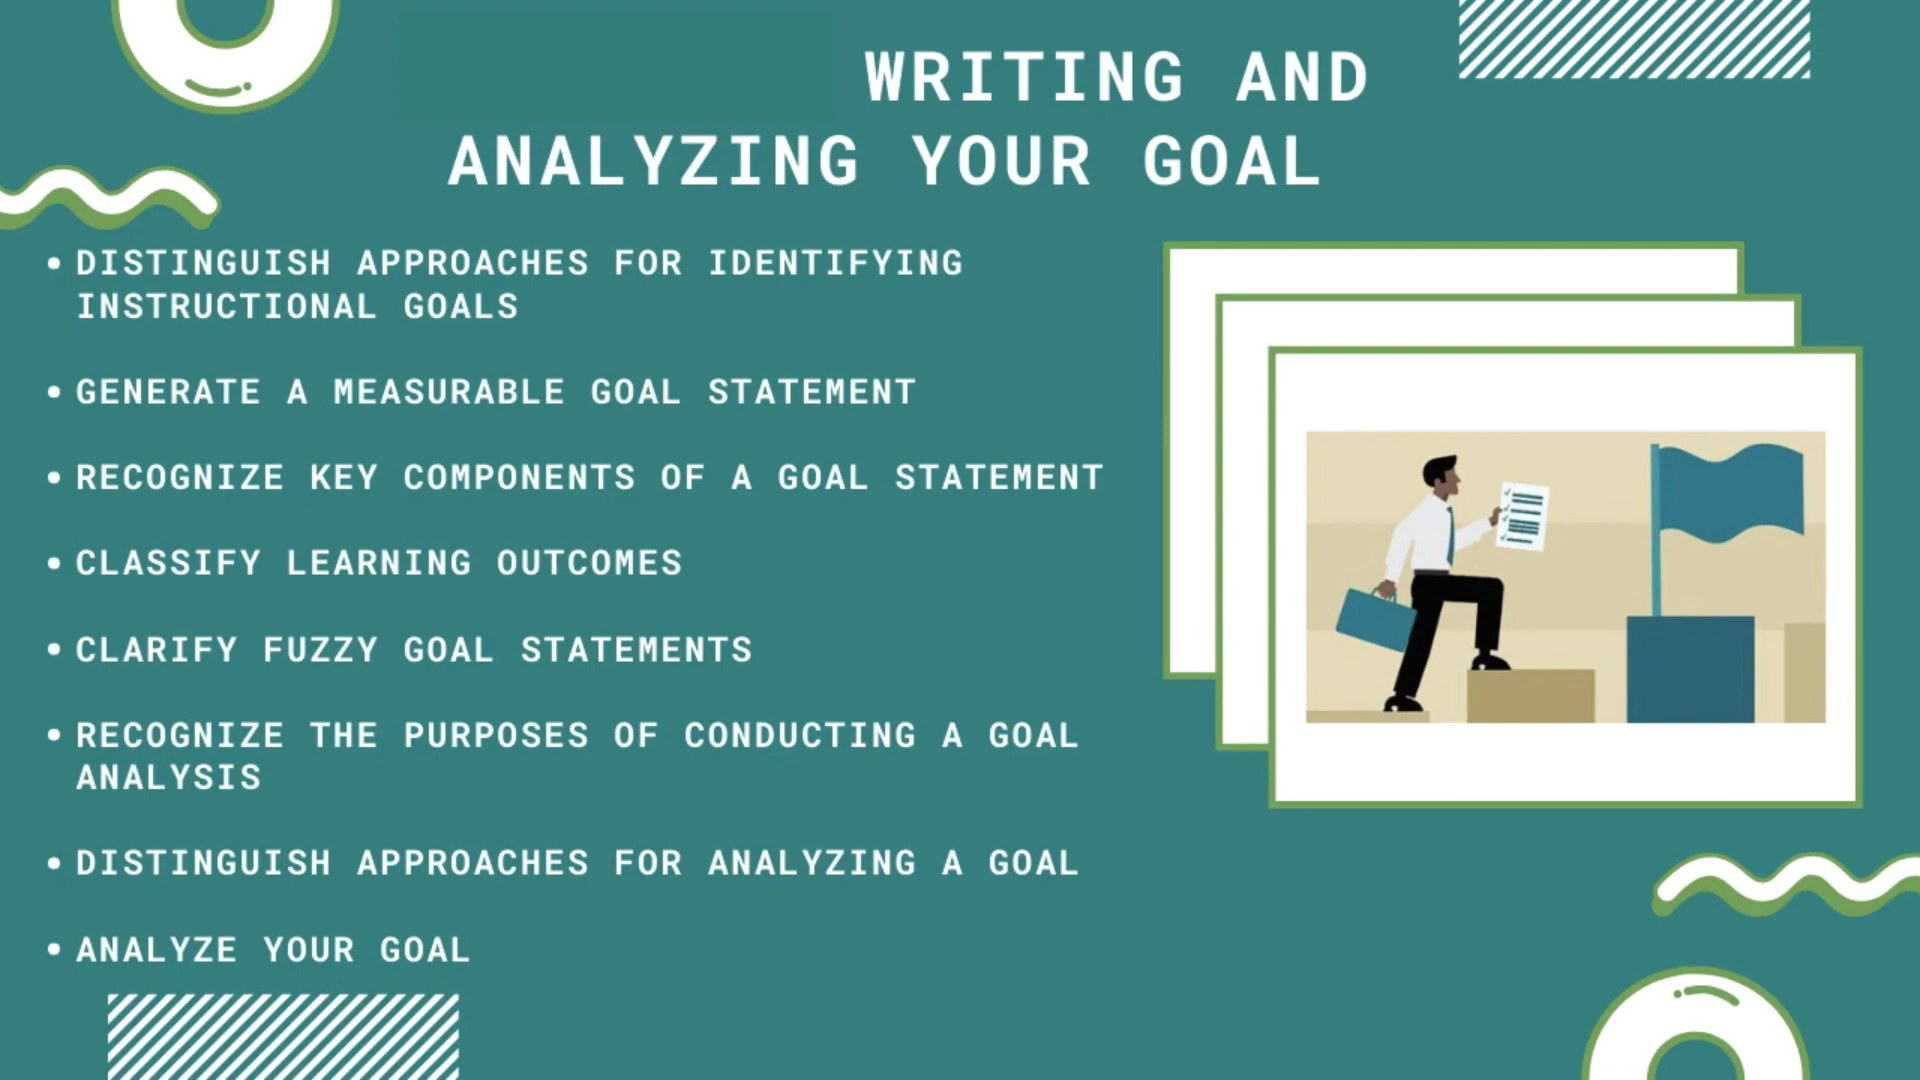 WRITING AND
ANALYZING YOUR GOAL
• DISTINGUISH APPROACHES FOR IDENTIFYING
INSTRUCTIONAL GOALS
• GENERATE A MEASURABLE GOAL STATEMENT
• RECOGNIZE KEY COMPONENTS OF A GOAL STATEMENT
• CLASSIFY LEARNING OUTCOMES
• CLARIFY FUZZY GOAL STATEMENTS
• RECOGNIZE THE PURPOSES OF CONDUCTING A GOAL
ANALYSIS
• DISTINGUISH APPROACHES FOR ANALYZING A GOAL
• ANALYZE YOUR GOAL